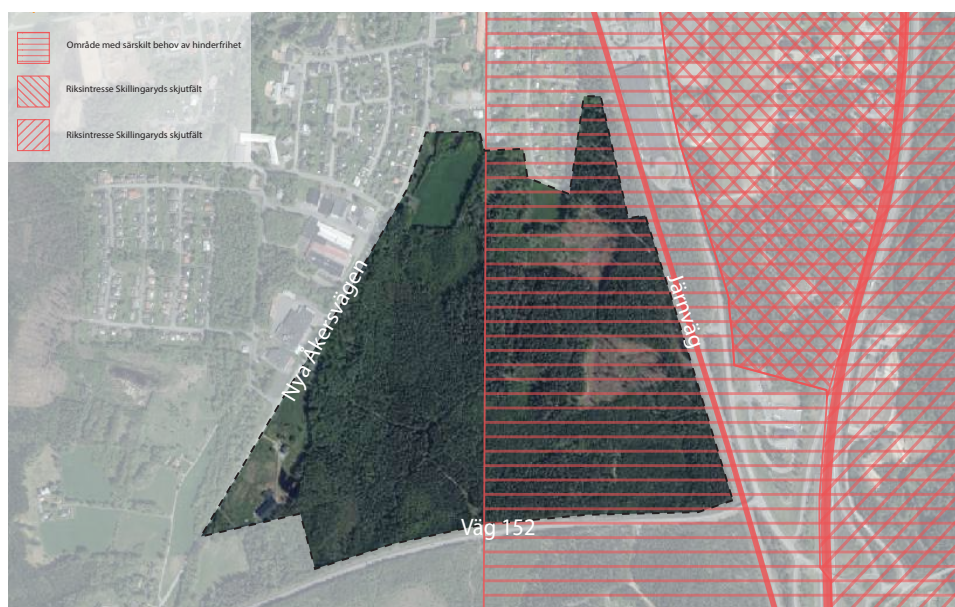 Område med särskilt behov av hinderfrihet
Riksintresse Skillingaryds skjutfält
Riksintresse Skillingaryds skjutfält
Nya Åkersvägen
Järnväg
Väg 152